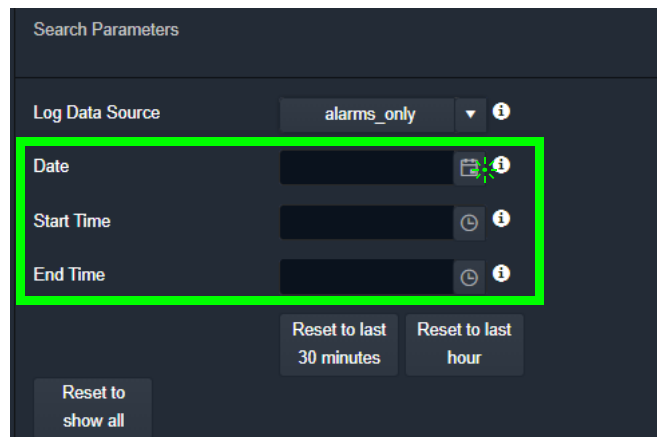 Search Parameters
Log Data Source
alarms_only
Date
Start Time
End Time
Reset to last
30 minutes
Reset to last
hour
Reset to
show all